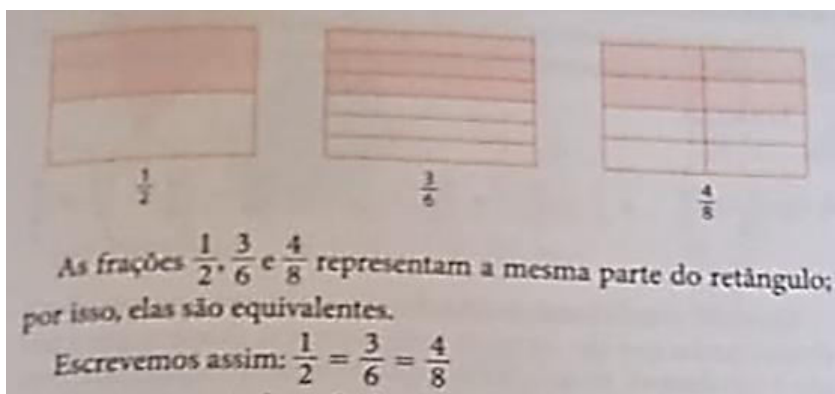 1/2 3/6 4/8
As frações 1/2, 3/6 e 4/8 representam a mesma parte do retângulo;
por isso, elas são equivalentes.
Escrevemos assim: 1/2 = 3/6 = 4/8